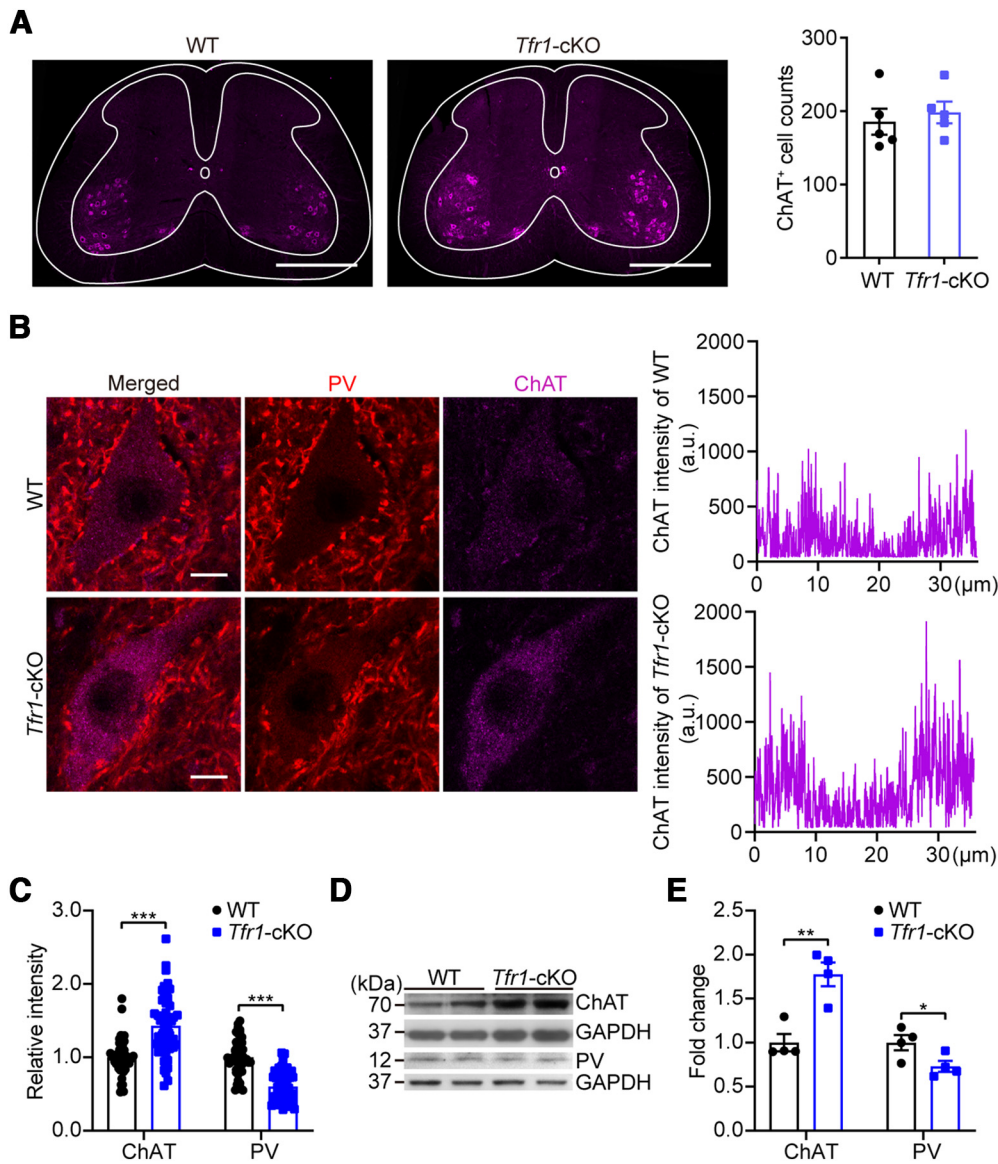 A
WT
Tfr1-cKO
ChAT+ cell counts
300
200
100
0
WT Tfr1-cKO
B
Merged
PV
ChAT
WT
Tfr1-cKO
ChAT intensity of WT
(a.u.)
2000
1500
1000
500
0
0 10 20 30 (µm)
ChAT intensity of Tfr1-cKO
(a.u.)
2000
1500
1000
500
0
0 10 20 30 (µm)
C
Relative intensity
3.0
2.0
1.0
0.0
***
***
WT
Tfr1-cKO
ChAT PV
D
(kDa) WT Tfr1-cKO
70 ChAT
37 GAPDH
12 PV
37 GAPDH
E
Fold change
2.5
2.0
1.5
1.0
0.5
0.0
**
*
WT
Tfr1-cKO
ChAT PV